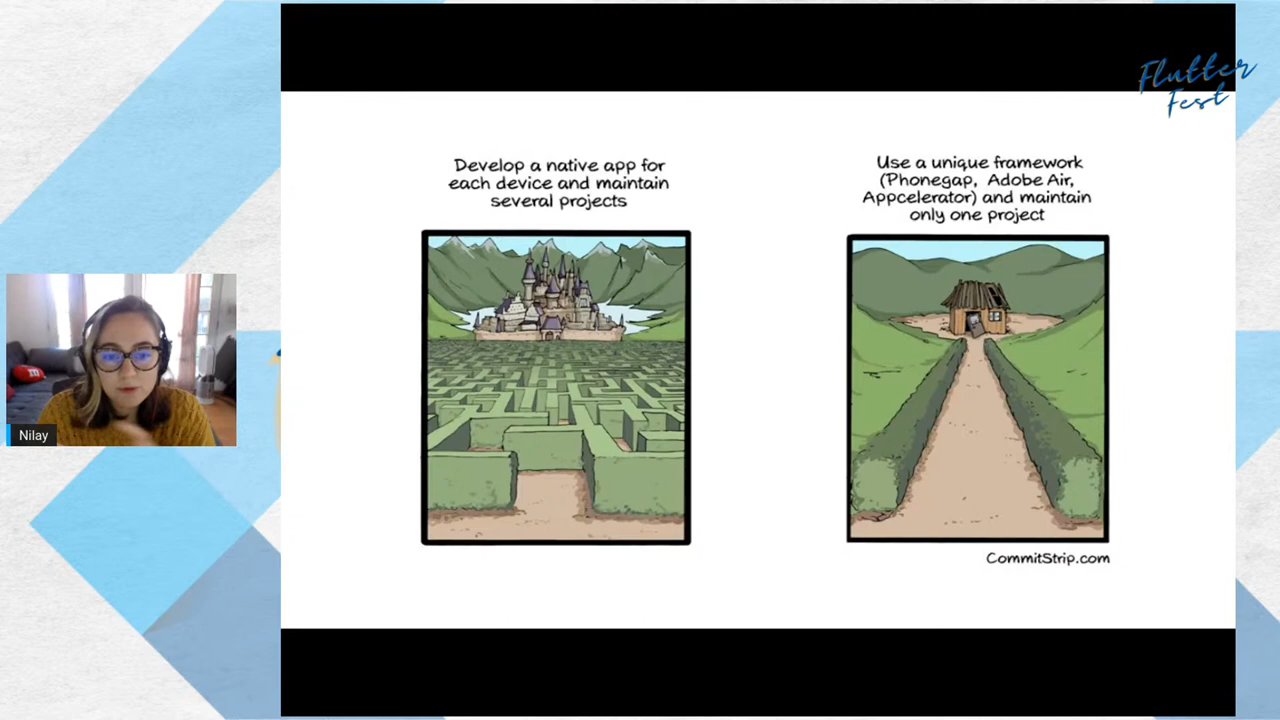 Flutter
Fest
Develop a native app for
each device and maintain
several projects
Use a unique framework
(Phonegap, Adobe Air,
Appcelerator) and maintain
only one project
CommitStrip.com
Nilay